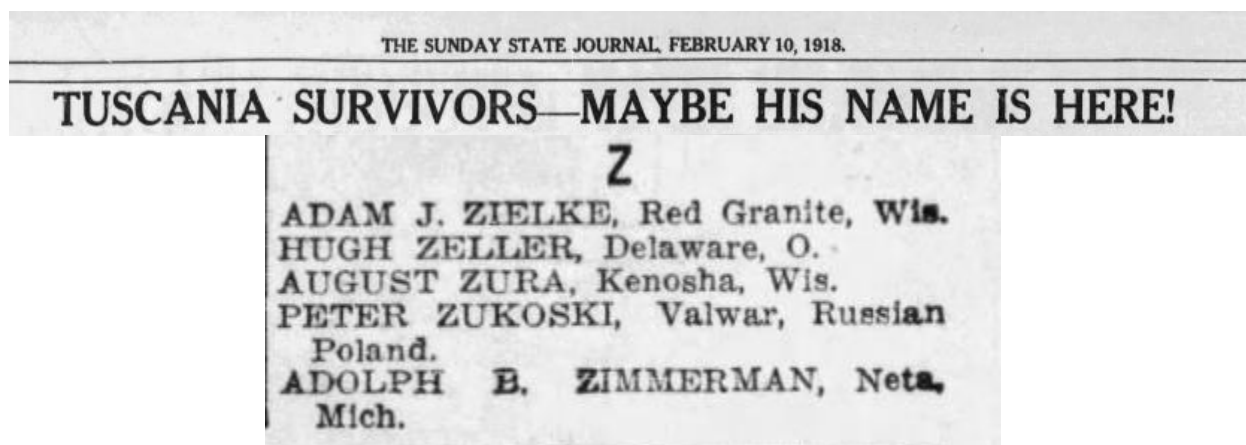 THE SUNDAY STATE JOURNAL, FEBRUARY 10, 1918.
TUSCANIA SURVIVORS—MAYBE HIS NAME IS HERE!
Z
ADAM J. ZIELKE, Red Granite, Wis.
HUGH ZELLER, Delaware, O.
AUGUST ZURA, Kenosha, Wis.
PETER ZUKOSKI, Valwar, Russian
Poland.
ADOLPH B. ZIMMERMAN, Neta,
Mich.